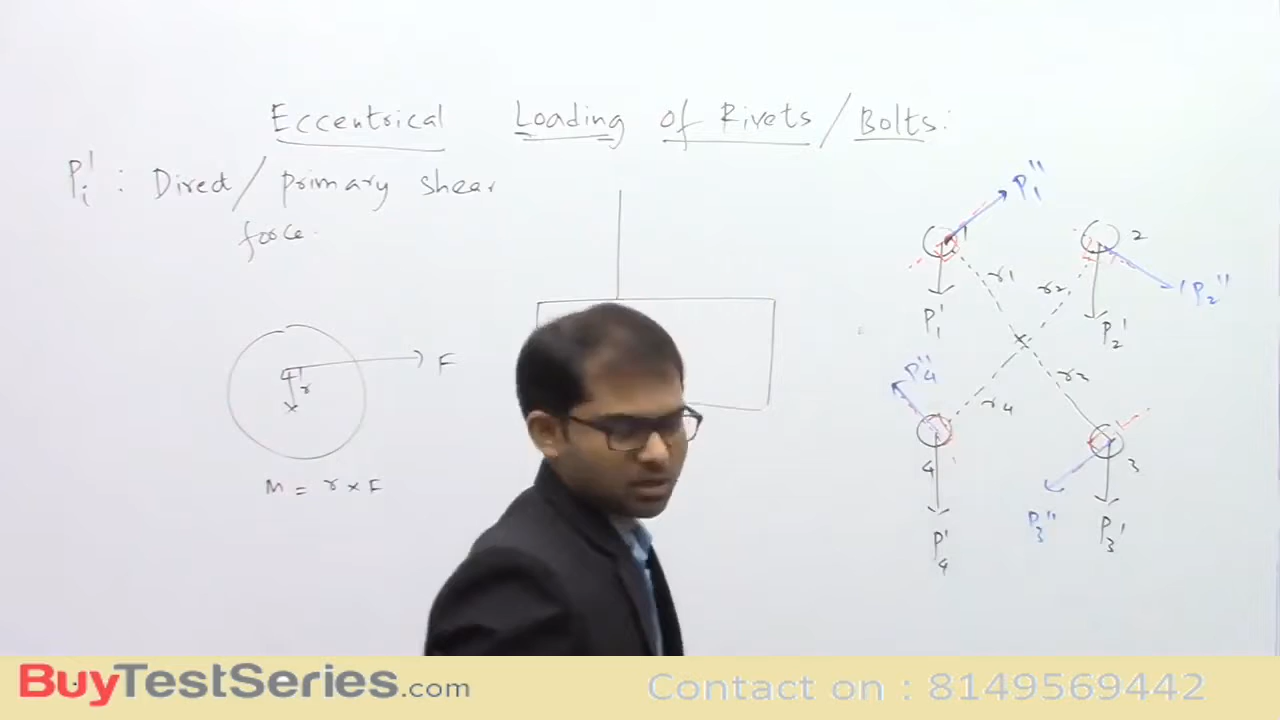 Eccentrical Loading of Rivets/Bolts:
Pi' : Direct/primary shear
force.
F
r
M = r × F
P1''
1
2
r1
r2
P2''
P1'
P2'
P4''
r3
r4
4
3
P3''
P3'
P4'
BuyTestSeries.com
Contact on : 8149569442